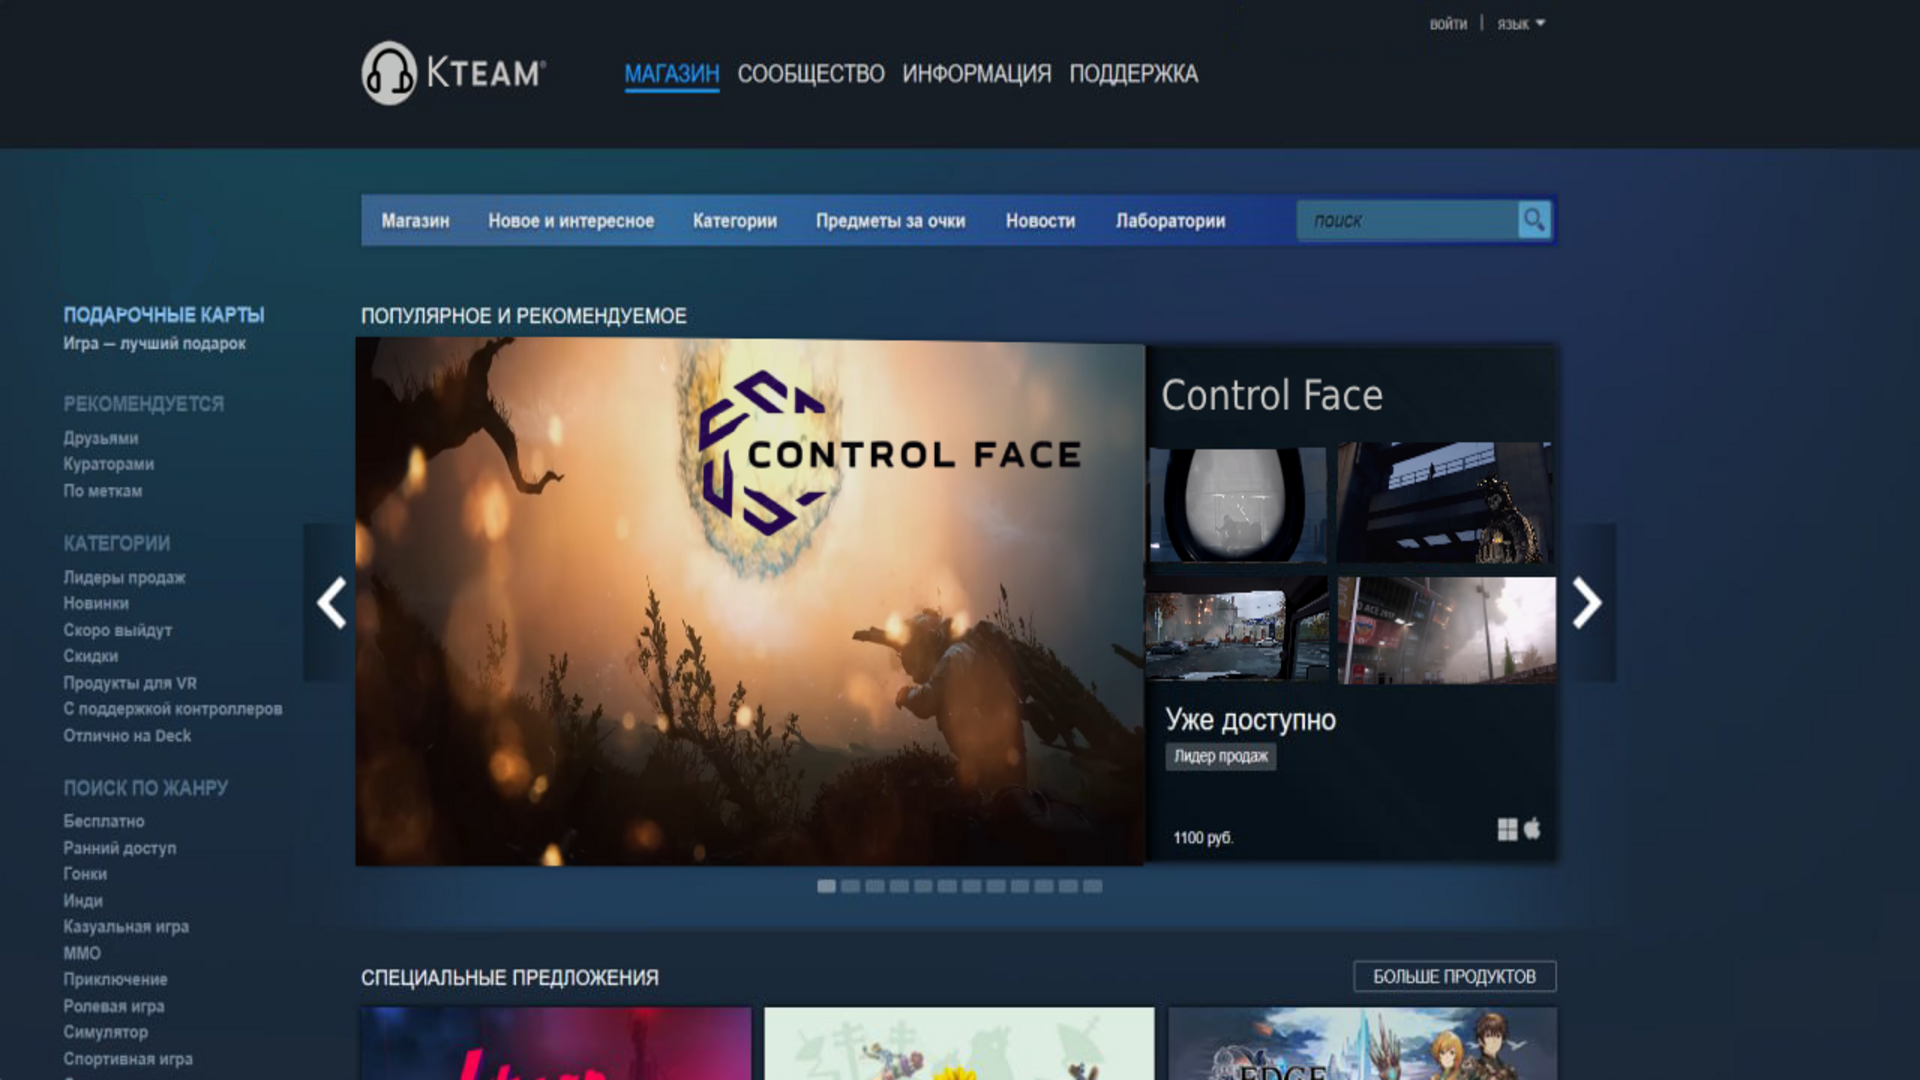 войти | язык
KTEAM
МАГАЗИН СООБЩЕСТВО ИНФОРМАЦИЯ ПОДДЕРЖКА
Магазин Новое и интересное Категории Предметы за очки Новости Лаборатории поиск
ПОДАРОЧНЫЕ КАРТЫ
Игра — лучший подарок
РЕКОМЕНДУЕТСЯ
Друзьями
Кураторами
По меткам
КАТЕГОРИИ
Лидеры продаж
Новинки
Скоро выйдут
Скидки
Продукты для VR
С поддержкой контроллеров
Отлично на Deck
ПОИСК ПО ЖАНРУ
Бесплатно
Ранний доступ
Гонки
Инди
Казуальная игра
ММО
Приключение
Ролевая игра
Симулятор
Спортивная игра
ПОПУЛЯРНОЕ И РЕКОМЕНДУЕМОЕ
CONTROL FACE
Control Face
Уже доступно
Лидер продаж
1100 руб.
СПЕЦИАЛЬНЫЕ ПРЕДЛОЖЕНИЯ
БОЛЬШЕ ПРОДУКТОВ
EDGE